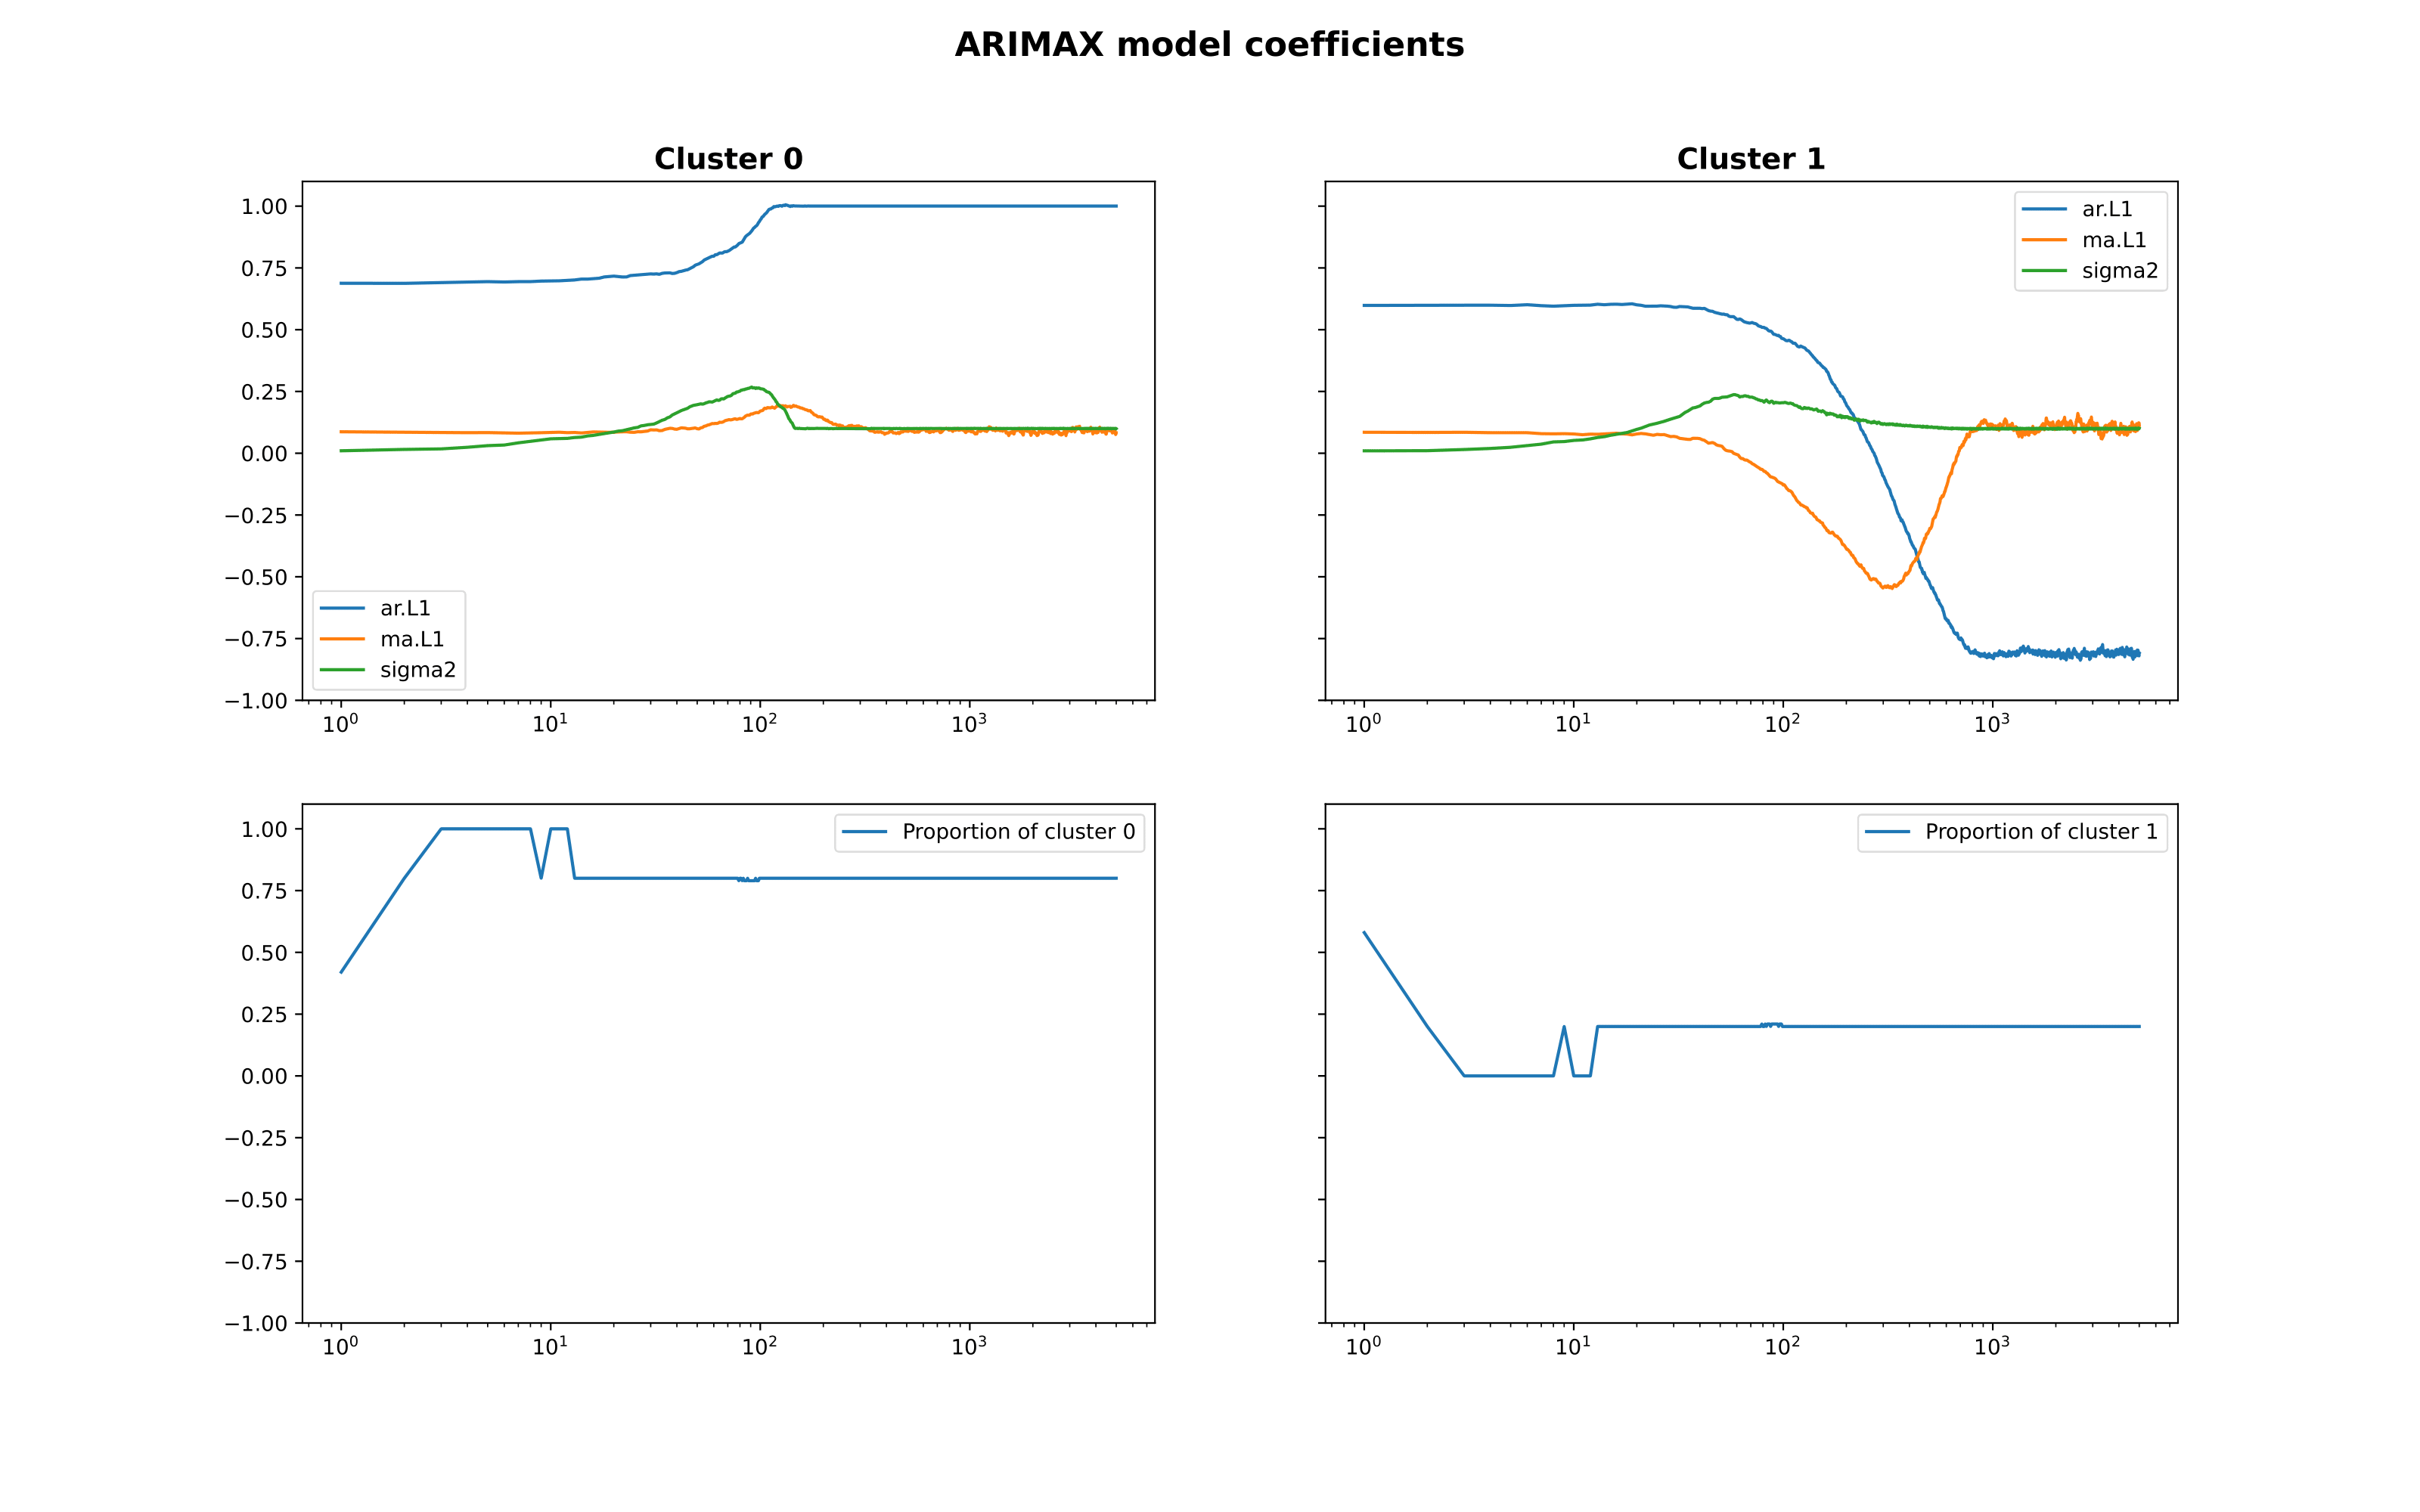 ARIMAX model coefficients
Cluster 0
1.00
0.75
0.50
0.25
0.00
−0.25
−0.50
−0.75
−1.00
ar.L1
ma.L1
sigma2
10⁰ 10¹ 10² 10³
Cluster 1
ar.L1
ma.L1
sigma2
10⁰ 10¹ 10² 10³
1.00
0.75
0.50
0.25
0.00
−0.25
−0.50
−0.75
−1.00
Proportion of cluster 0
10⁰ 10¹ 10² 10³
Proportion of cluster 1
10⁰ 10¹ 10² 10³